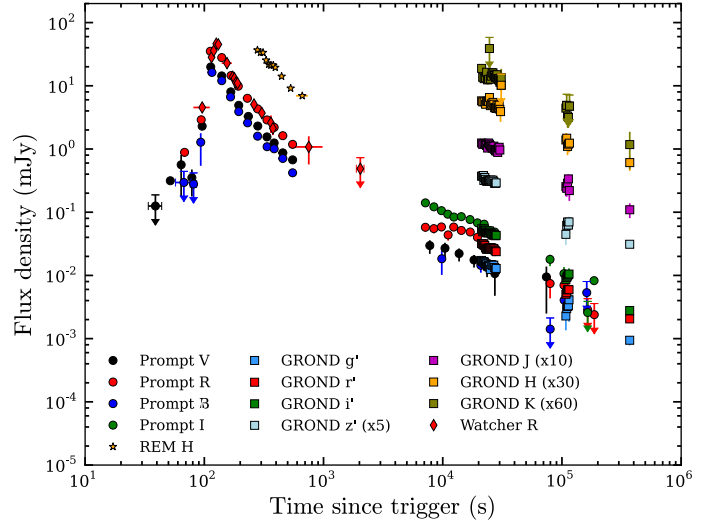 10^2
10^1
10^0
10^-1
10^-2
10^-3
10^-4
10^-5
Flux density (mJy)
Prompt V
Prompt R
Prompt B
Prompt I
REM H
GROND g'
GROND r'
GROND i'
GROND z' (x5)
GROND J (x10)
GROND H (x30)
GROND K (x60)
Watcher R
10^1
10^2
10^3
10^4
10^5
10^6
Time since trigger (s)